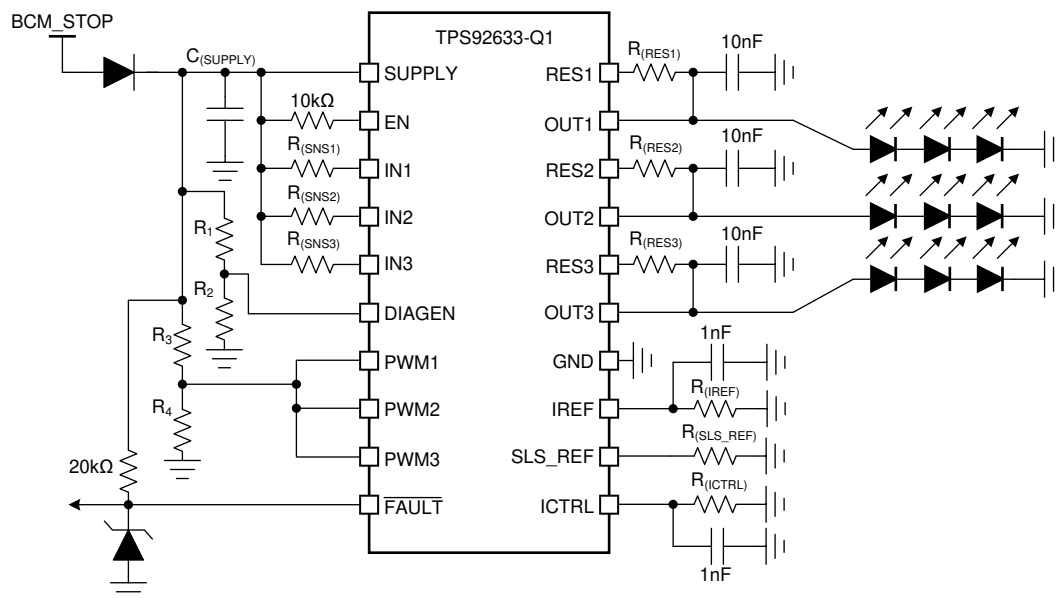 BCM_STOP
TPS92633-Q1
C(SUPPLY)
SUPPLY
10kΩ
EN
R(SNS1)
IN1
R(SNS2)
IN2
R(SNS3)
IN3
R1
R2
DIAGEN
R3
PWM1
R4
PWM2
PWM3
20kΩ
FAULT
R(RES1)
10nF
RES1
OUT1
R(RES2)
10nF
RES2
OUT2
R(RES3)
10nF
RES3
OUT3
1nF
GND
R(IREF)
IREF
R(SLS_REF)
SLS_REF
R(ICTRL)
ICTRL
1nF